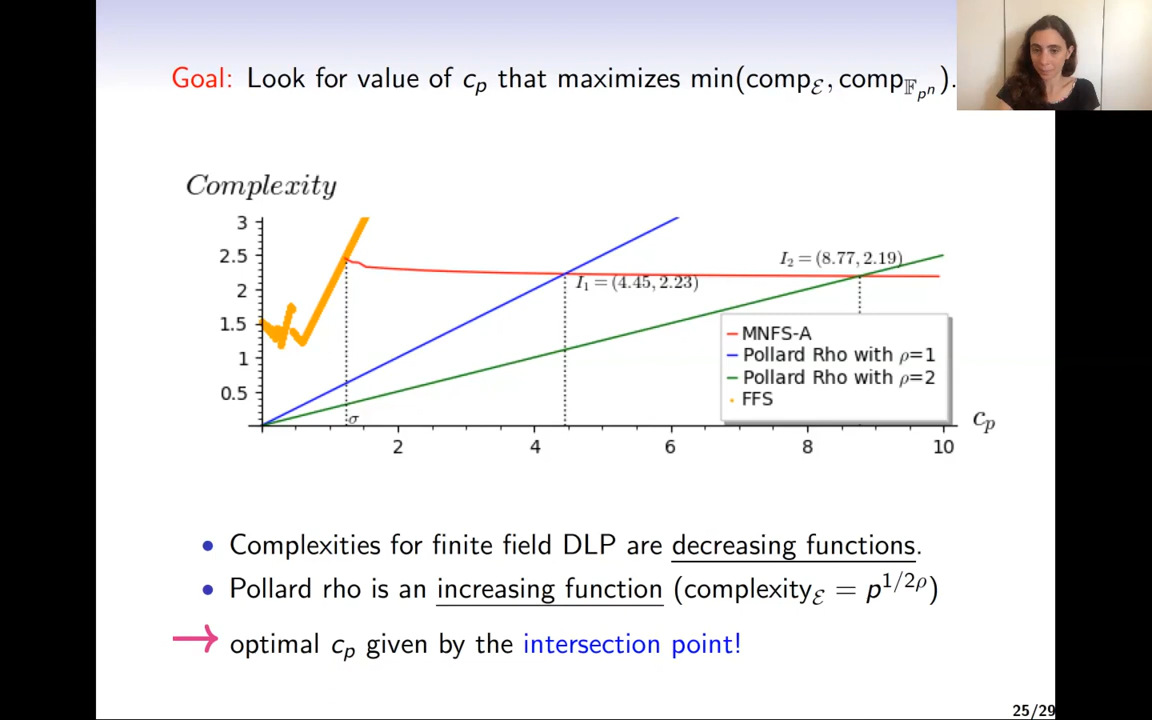 Goal: Look for value of c_p that maximizes min(comp_ℰ, comp_𝔽_{p^n}).
Complexity
3
2.5
2
1.5
1
0.5
I_1 = (4.45, 2.23)
I_2 = (8.77, 2.19)
MNFS-A
Pollard Rho with ρ=1
Pollard Rho with ρ=2
FFS
σ
c_p
2 4 6 8 10
• Complexities for finite field DLP are decreasing functions.
• Pollard rho is an increasing function (complexity_ℰ = p^{1/2ρ})
→ optimal c_p given by the intersection point!
25/29